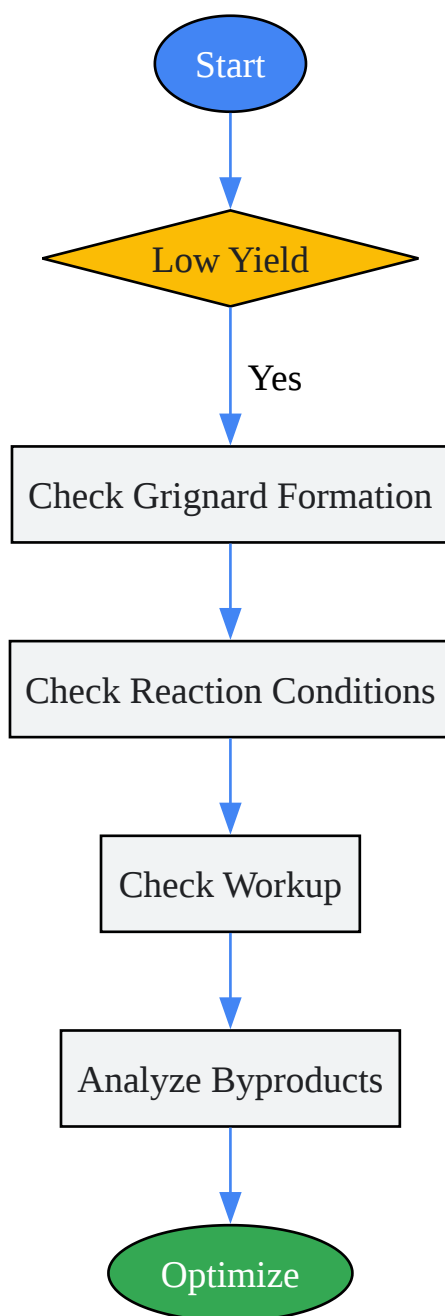 Start
Low Yield
Yes
Check Grignard Formation
Check Reaction Conditions
Check Workup
Analyze Byproducts
Optimize